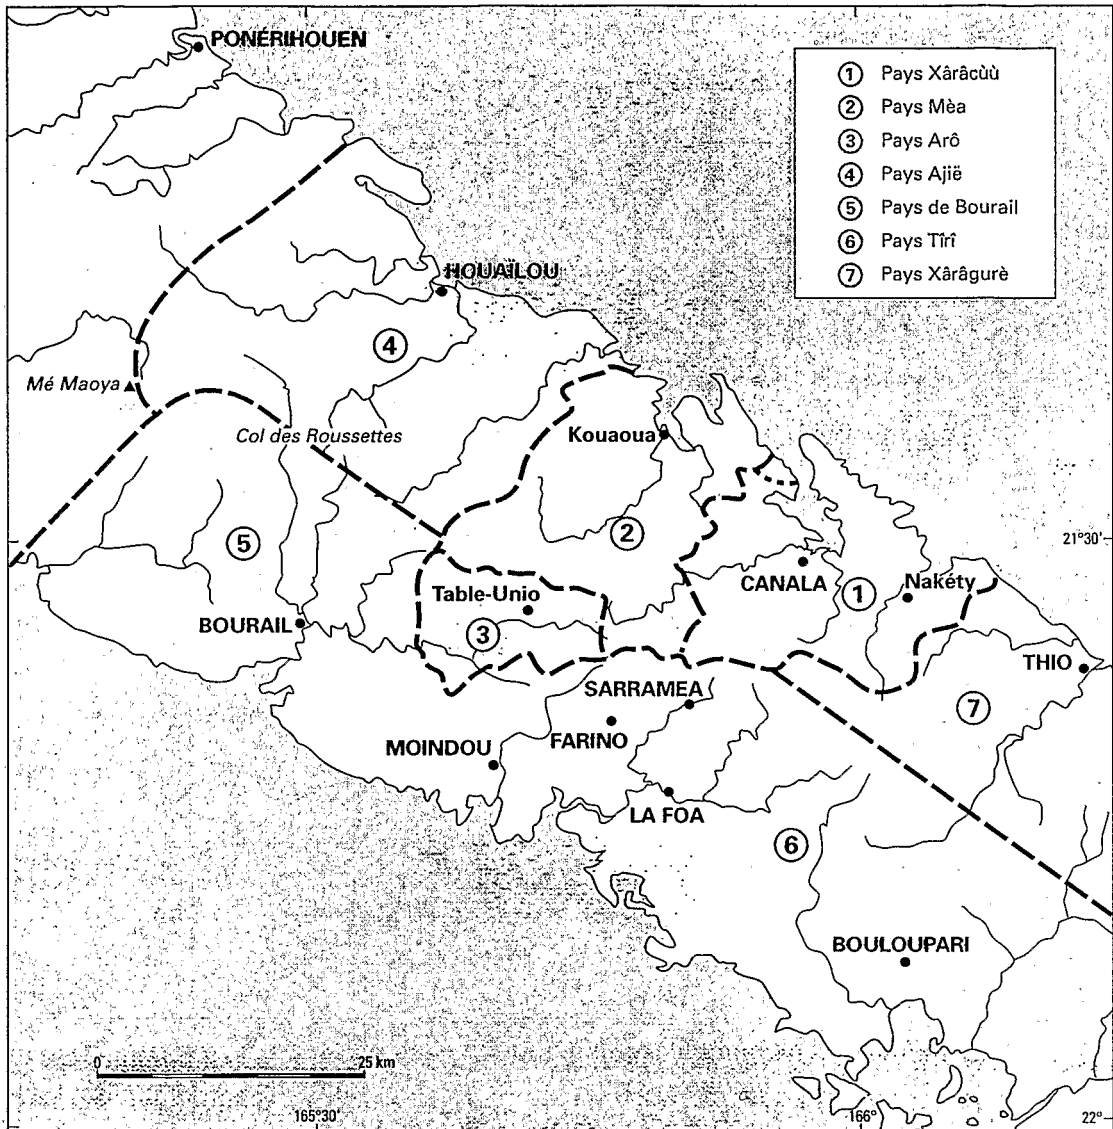 PONÉRIHOUEN
① Pays Xârâcùù
② Pays Mèa
③ Pays Arô
④ Pays Ajië
⑤ Pays de Bourail
⑥ Pays Tîrî
⑦ Pays Xârâgurè
HOUAÏLOU
④
Mé Maoya
Col des Roussettes
Kouaoua
②
⑤
21°30'
CANALA
①
Nakéty
Table-Unio
BOURAIL
③
THIO
SARRAMEA
⑦
FARINO
MOINDOU
LA FOA
⑥
BOULOUPARI
0 25 km
165°30' 166° 22°